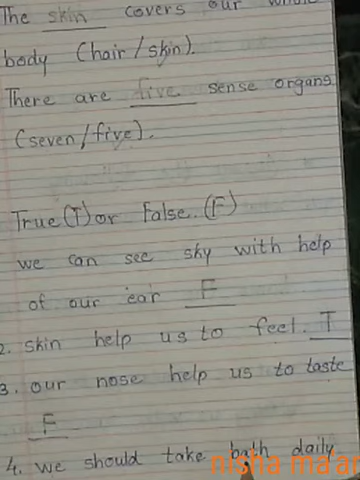 The skin covers our whole
body (hair/skin).
There are five sense organs
(seven/five).
True(T) or False.(F)
we can see sky with help
of our ear F
2. skin help us to feel. T
3. our nose help us to taste
F
4. we should take bath daily
nisha ma'am